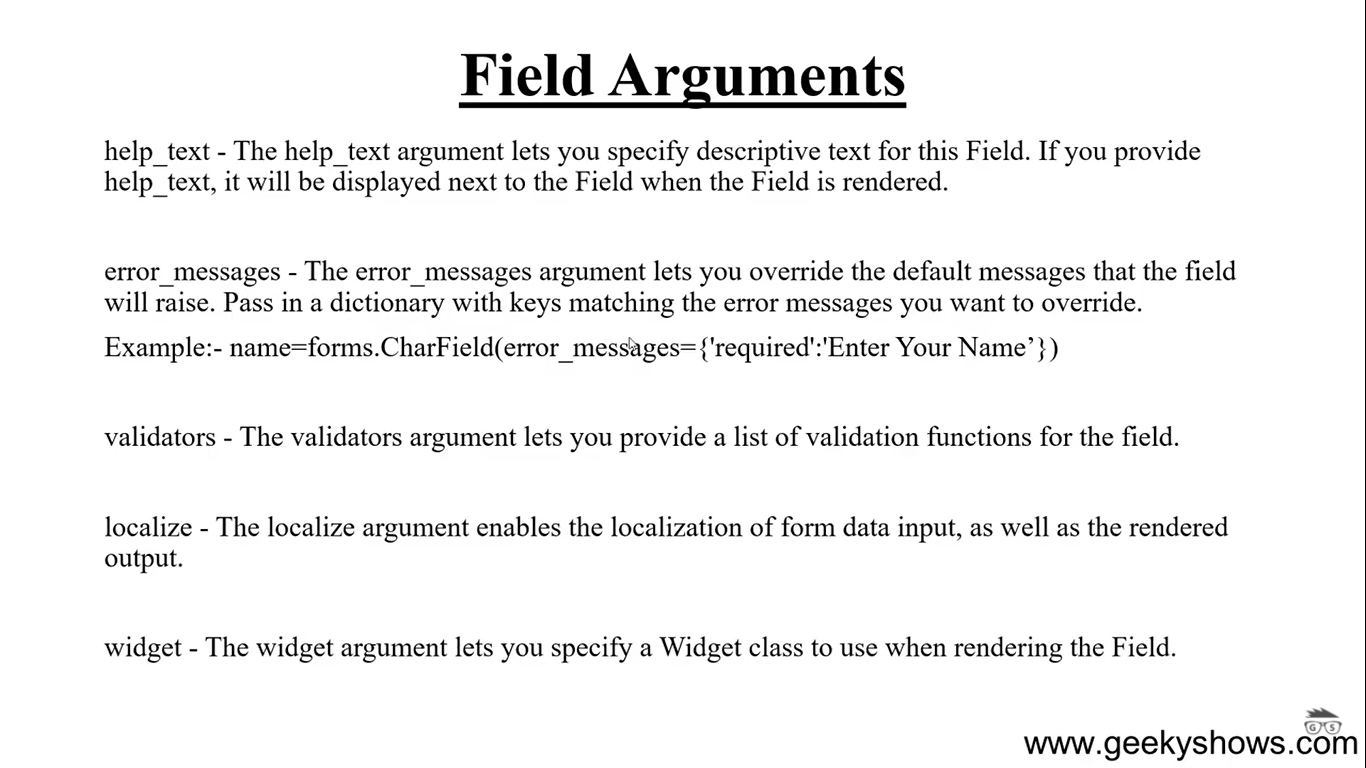 Field Arguments
help_text - The help_text argument lets you specify descriptive text for this Field. If you provide
help_text, it will be displayed next to the Field when the Field is rendered.
error_messages - The error_messages argument lets you override the default messages that the field
will raise. Pass in a dictionary with keys matching the error messages you want to override.
Example:- name=forms.CharField(error_messages={'required':'Enter Your Name’})
validators - The validators argument lets you provide a list of validation functions for the field.
localize - The localize argument enables the localization of form data input, as well as the rendered
output.
widget - The widget argument lets you specify a Widget class to use when rendering the Field.
G S
www.geekyshows.com